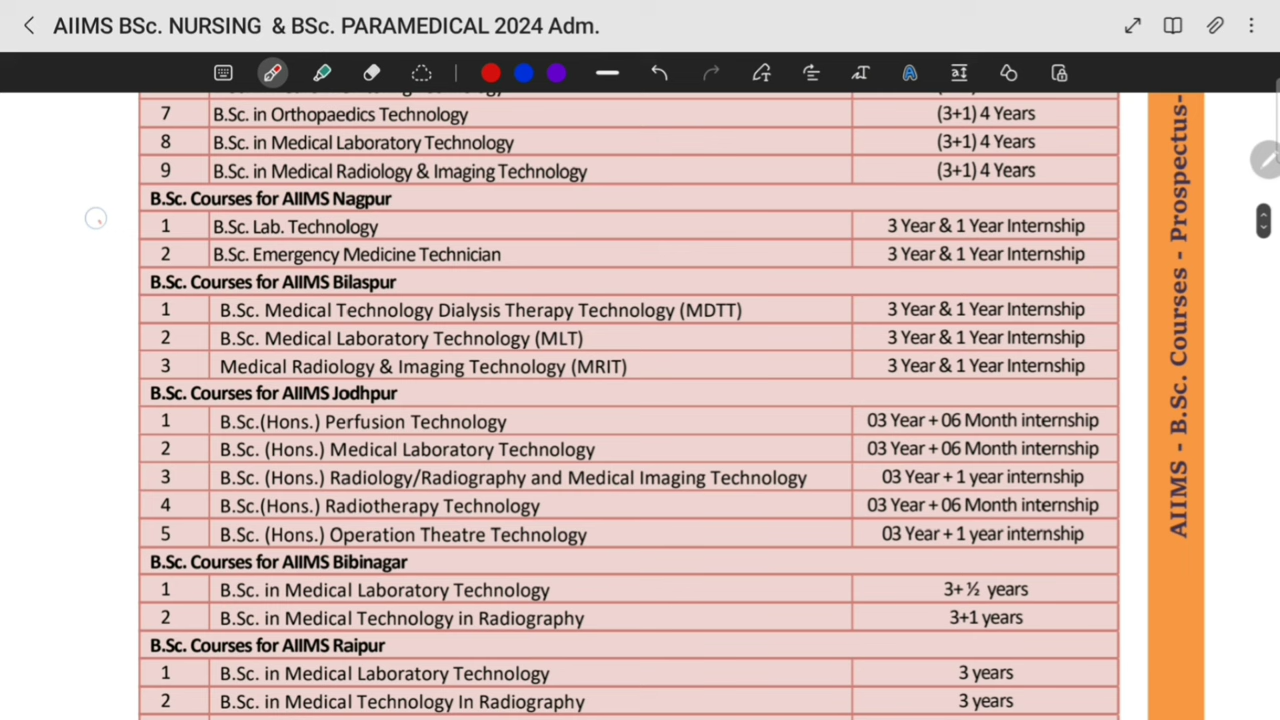 AIIMS BSc. NURSING & BSc. PARAMEDICAL 2024 Adm.
7 B.Sc. in Orthopaedics Technology (3+1) 4 Years
8 B.Sc. in Medical Laboratory Technology (3+1) 4 Years
9 B.Sc. in Medical Radiology & Imaging Technology (3+1) 4 Years
B.Sc. Courses for AIIMS Nagpur
1 B.Sc. Lab. Technology 3 Year & 1 Year Internship
2 B.Sc. Emergency Medicine Technician 3 Year & 1 Year Internship
B.Sc. Courses for AIIMS Bilaspur
1 B.Sc. Medical Technology Dialysis Therapy Technology (MDTT) 3 Year & 1 Year Internship
2 B.Sc. Medical Laboratory Technology (MLT) 3 Year & 1 Year Internship
3 Medical Radiology & Imaging Technology (MRIT) 3 Year & 1 Year Internship
B.Sc. Courses for AIIMS Jodhpur
1 B.Sc.(Hons.) Perfusion Technology 03 Year + 06 Month internship
2 B.Sc. (Hons.) Medical Laboratory Technology 03 Year + 06 Month internship
3 B.Sc. (Hons.) Radiology/Radiography and Medical Imaging Technology 03 Year + 1 year internship
4 B.Sc.(Hons.) Radiotherapy Technology 03 Year + 06 Month internship
5 B.Sc. (Hons.) Operation Theatre Technology 03 Year + 1 year internship
B.Sc. Courses for AIIMS Bibinagar
1 B.Sc. in Medical Laboratory Technology 3+ ½ years
2 B.Sc. in Medical Technology in Radiography 3+1 years
B.Sc. Courses for AIIMS Raipur
1 B.Sc. in Medical Laboratory Technology 3 years
2 B.Sc. in Medical Technology In Radiography 3 years
AIIMS - B.Sc. Courses - Prospectus-